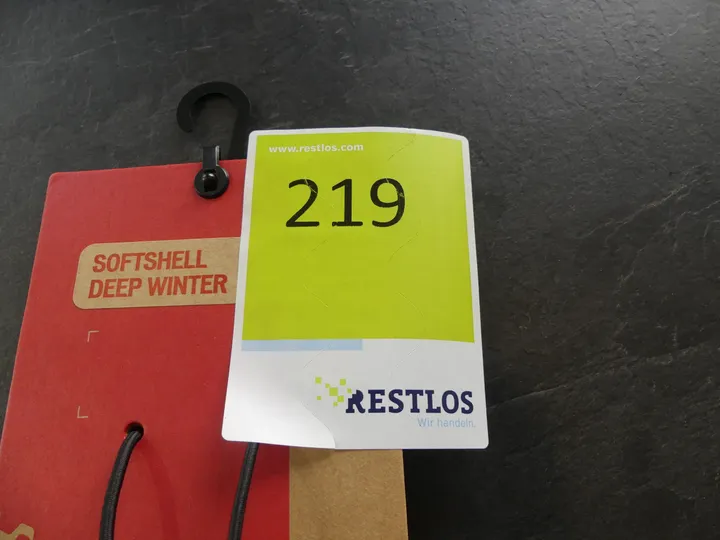 www.restlos.com
219
SOFTSHELL
DEEP WINTER
RESTLOS
Wir handeln.